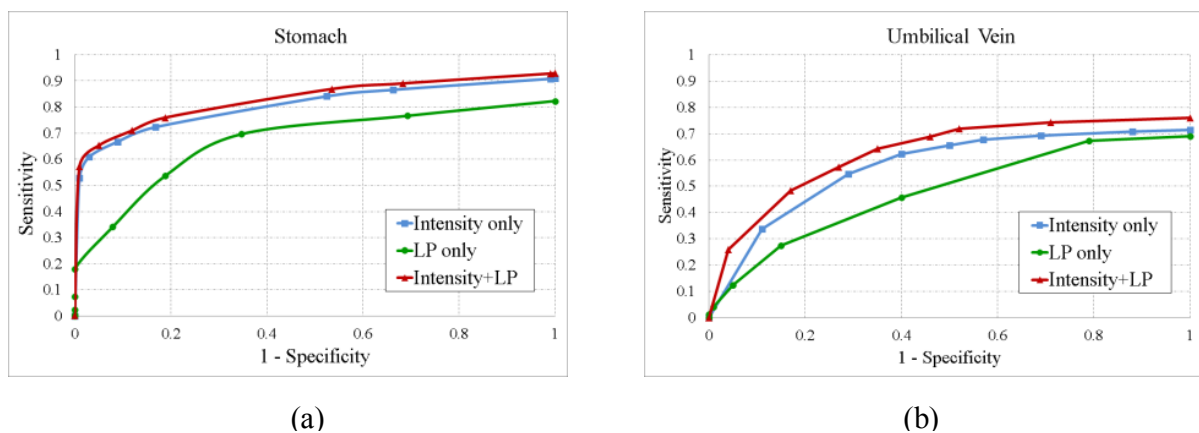 Stomach
1
0.9
0.8
0.7
0.6
0.5
0.4
0.3
0.2
0.1
0
Sensitivity
0 0.2 0.4 0.6 0.8 1
1 - Specificity
Intensity only
LP only
Intensity+LP
(a)
Umbilical Vein
1
0.9
0.8
0.7
0.6
0.5
0.4
0.3
0.2
0.1
0
Sensitivity
0 0.2 0.4 0.6 0.8 1
1 - Specificity
Intensity only
LP only
Intensity+LP
(b)